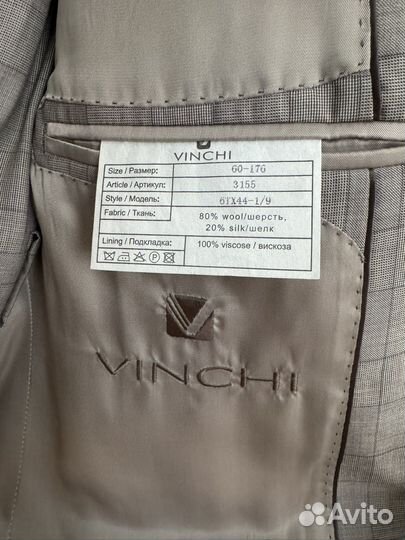 VINCHI
Size / Размер: 60-176
Article / Артикул: 3155
Style / Модель: 6TX44-1/9
Fabric / Ткань: 80% wool/шерсть,
20% silk/шелк
Lining / Подкладка: 100% viscose / вискоза
VINCHI
Avito